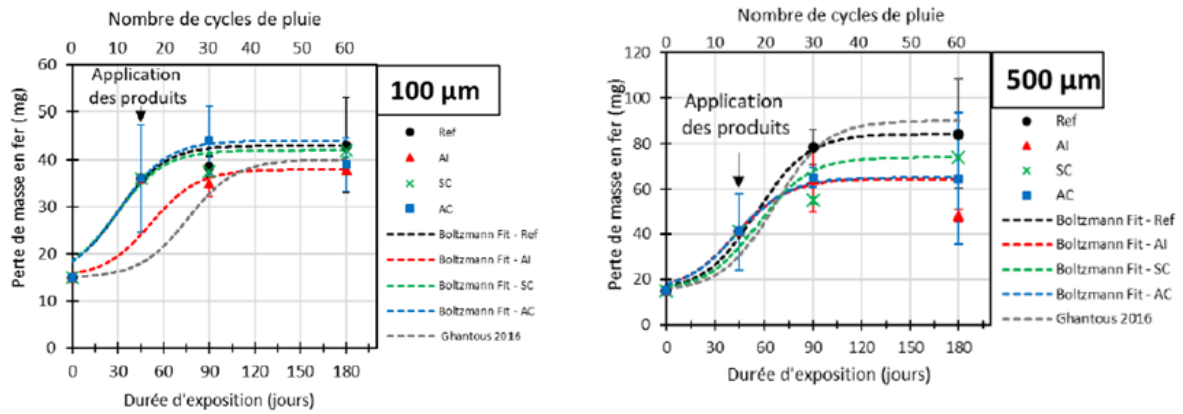 Nombre de cycles de pluie
0 10 20 30 40 50 60
Perte de masse en fer (mg)
60
50
40
30
20
10
0
Application
des produits
0 30 60 90 120 150 180
Durée d'exposition (jours)
100 µm
Ref
AI
SC
AC
Boltzmann Fit - Ref
Boltzmann Fit - AI
Boltzmann Fit - SC
Boltzmann Fit - AC
Ghantous 2016
Nombre de cycles de pluie
0 10 20 30 40 50 60
Perte de masse en fer (mg)
120
100
80
60
40
20
0
Application
des produits
0 30 60 90 120 150 180
Durée d'exposition (jours)
500 µm
Ref
AI
SC
AC
Boltzmann Fit - Ref
Boltzmann Fit - AI
Boltzmann Fit - SC
Boltzmann Fit - AC
Ghantous 2016